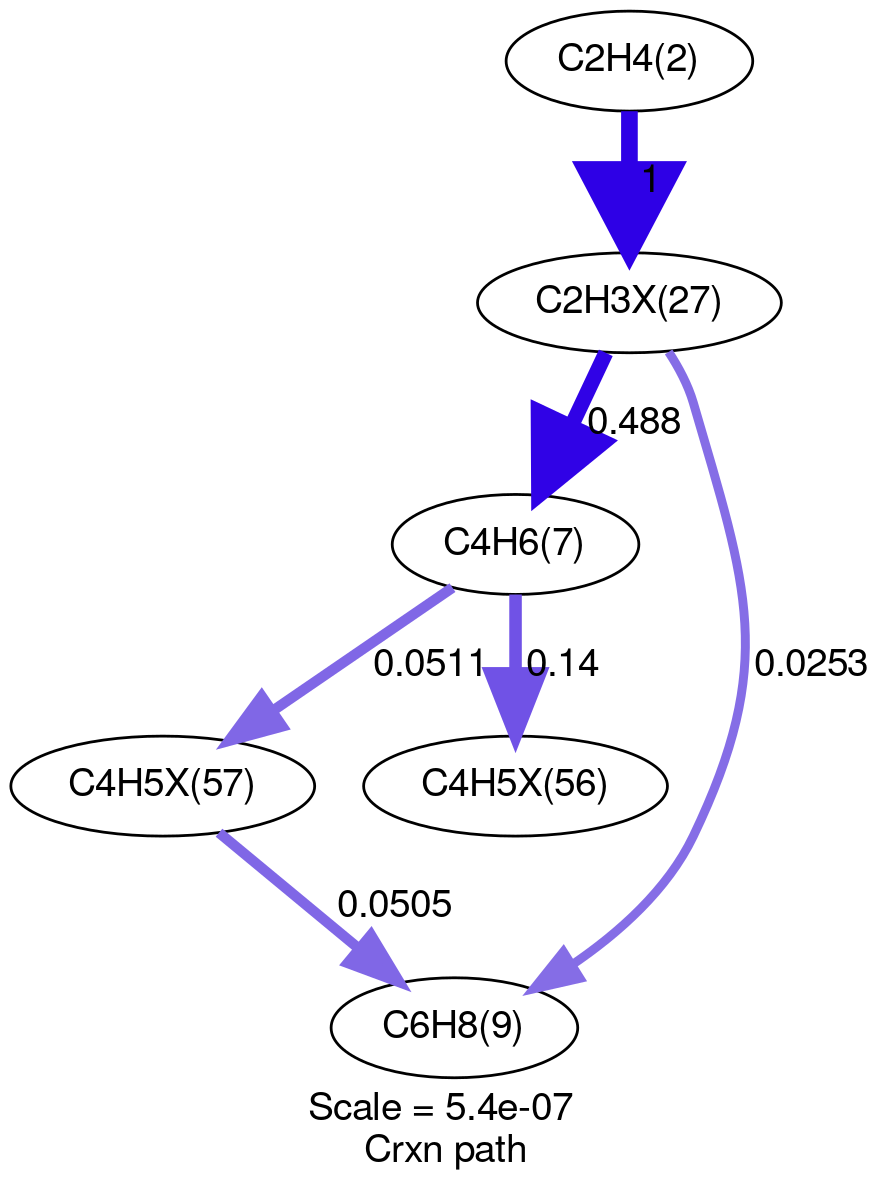 C2H4(2)
1
C2H3X(27)
0.488
C4H6(7)
0.0511
0.14
0.0253
C4H5X(57)
C4H5X(56)
0.0505
C6H8(9)
Scale = 5.4e-07
Crxn path